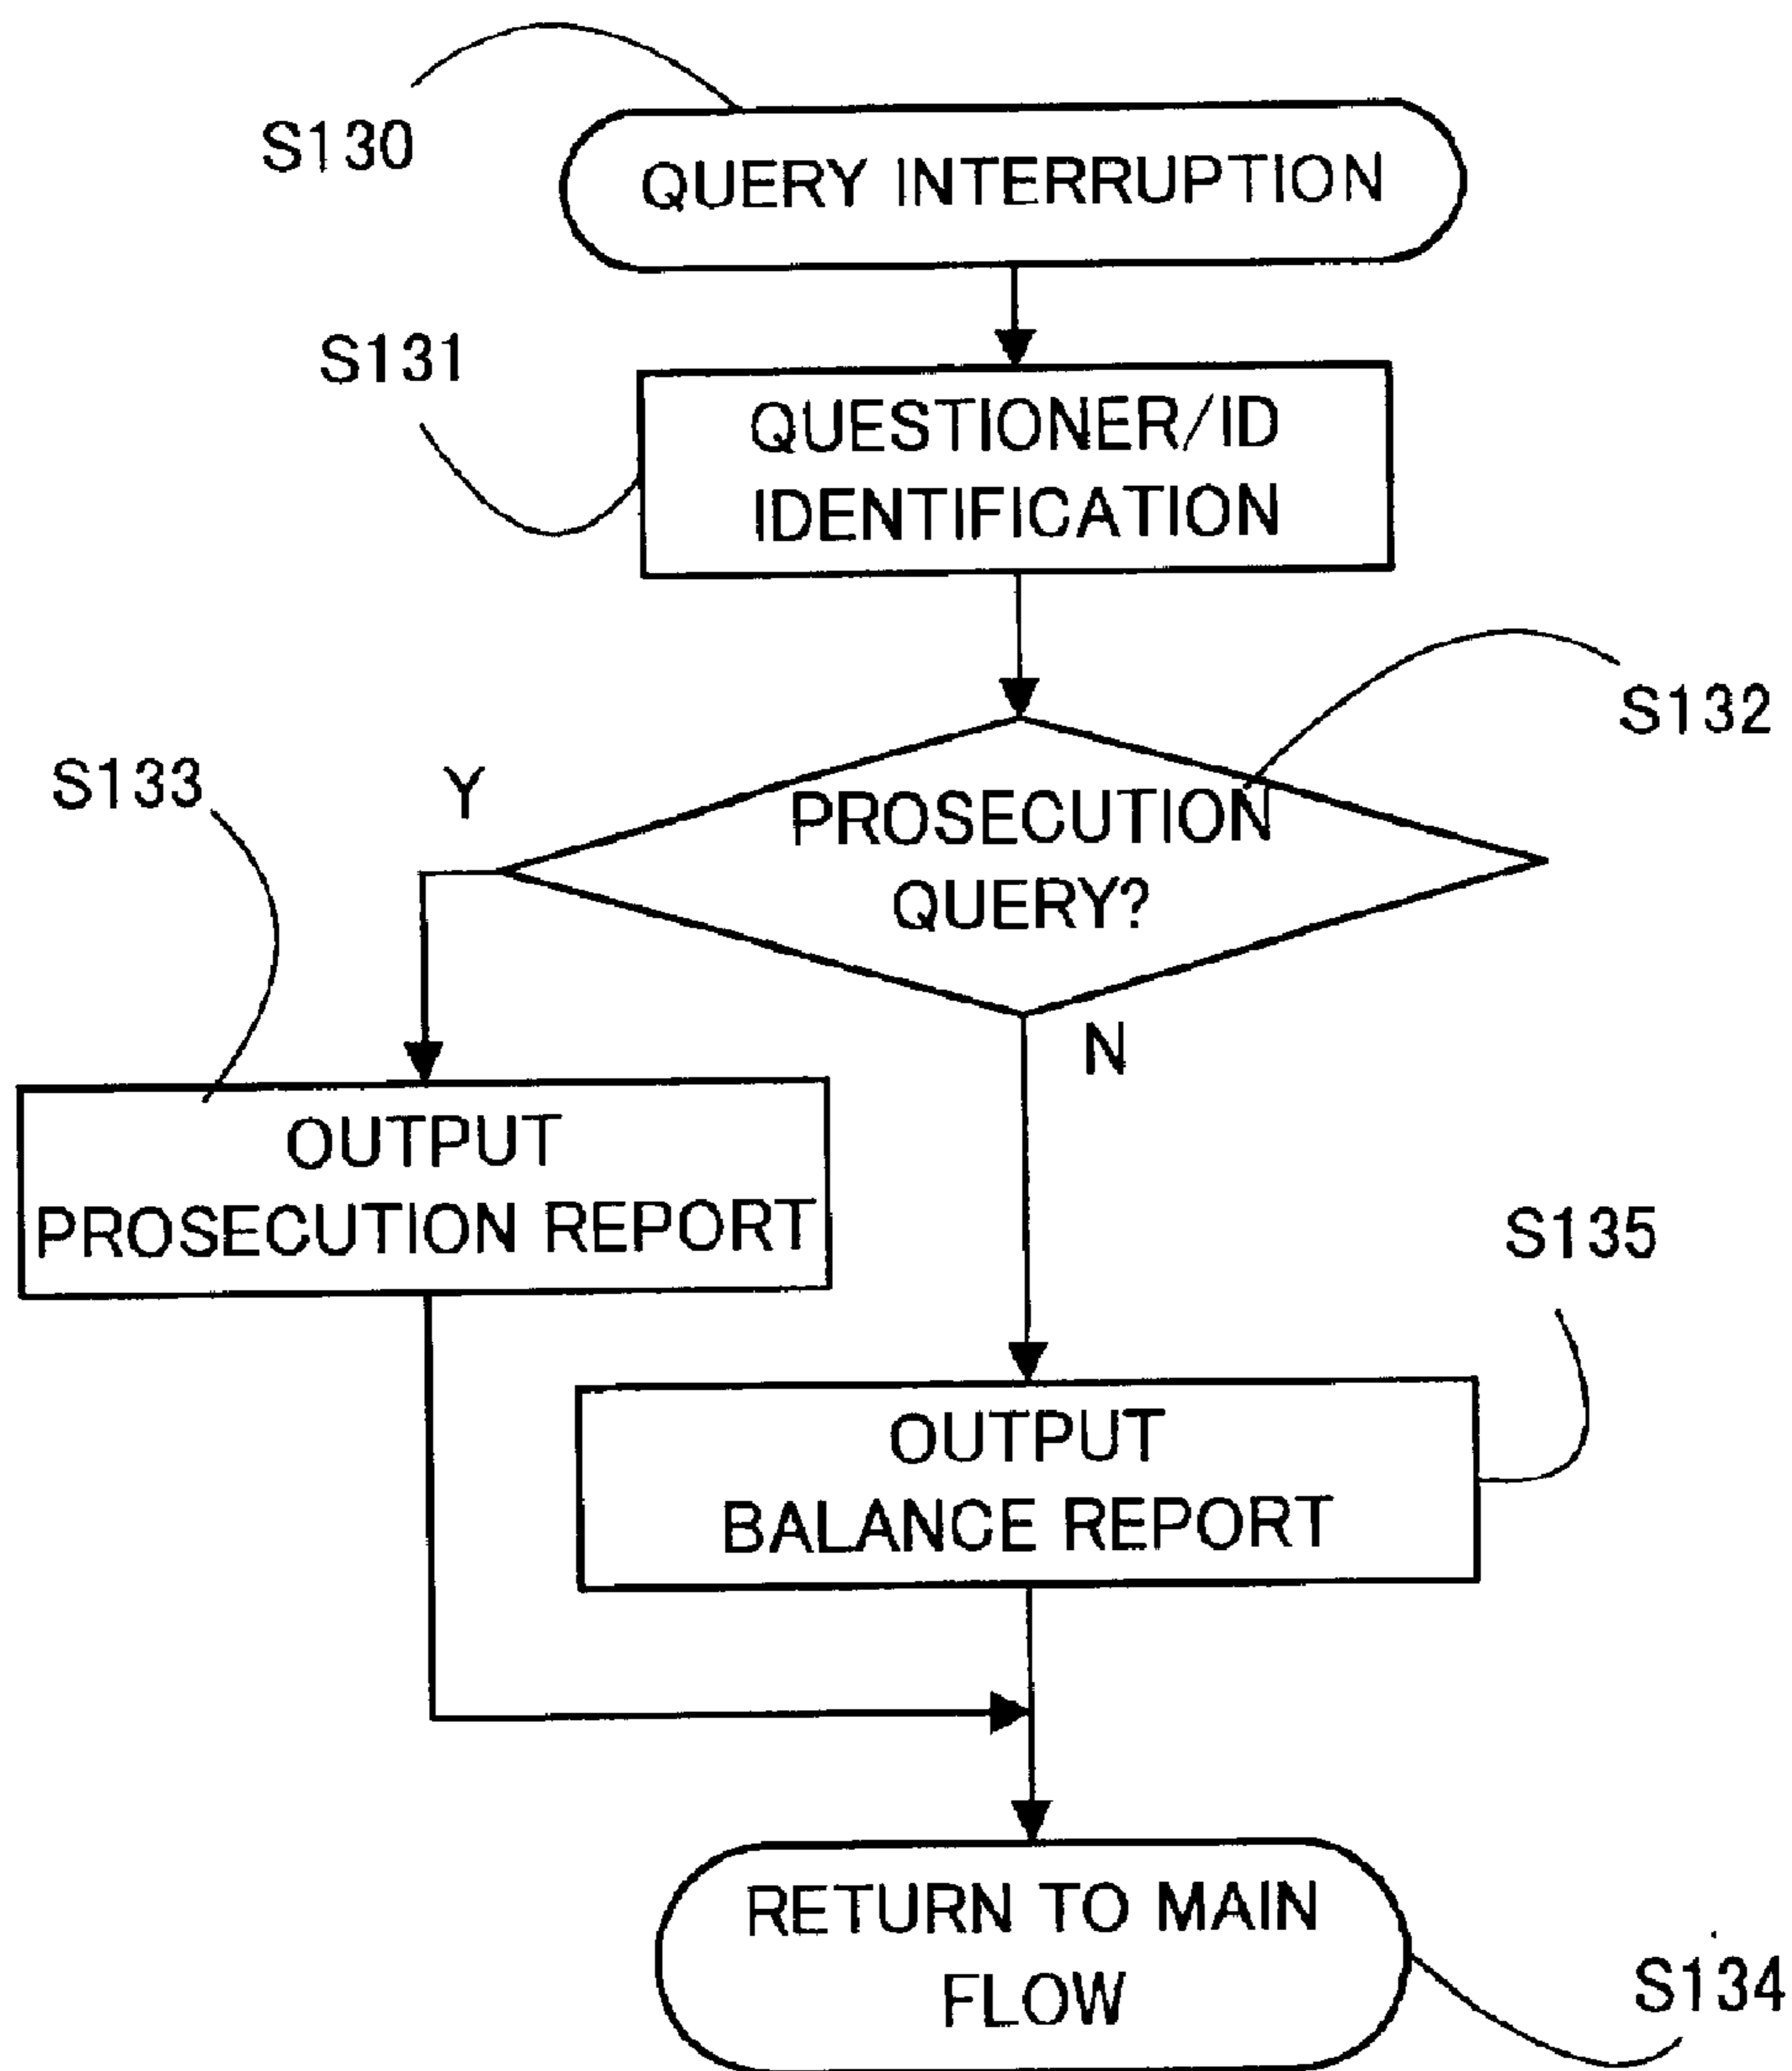 S130
QUERY INTERRUPTION
S131
QUESTIONER/ID
IDENTIFICATION
S132
S133
Y
PROSECUTION
QUERY?
N
OUTPUT
PROSECUTION REPORT
S135
OUTPUT
BALANCE REPORT
RETURN TO MAIN
FLOW
S134